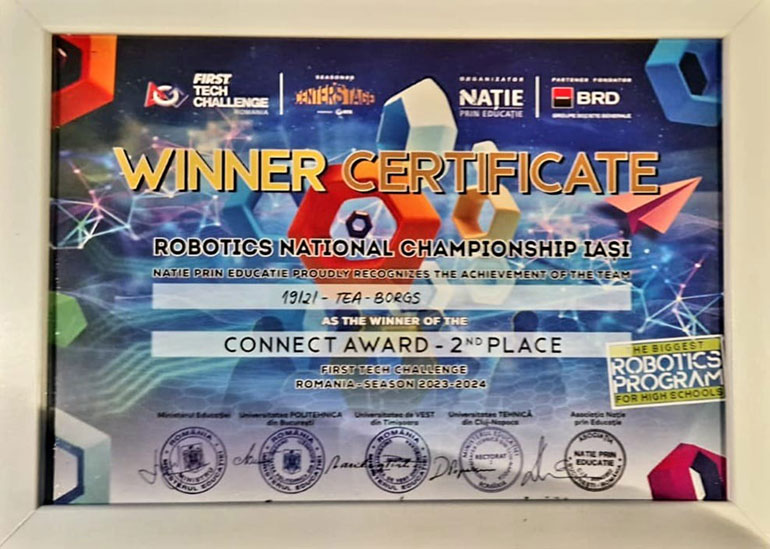 FIRST
TECH
CHALLENGE
ROMANIA
CENTERSTAGE
ORGANIZATOR
NAȚIE
PRIN EDUCAȚIE
PARTENER FONDATOR
BRD
GROUPE SOCIETE GENERALE
WINNER CERTIFICATE
ROBOTICS NATIONAL CHAMPIONSHIP IAȘI
NATIE PRIN EDUCATIE PROUDLY RECOGNIZES THE ACHIEVEMENT OF THE TEAM
19121 - TEA-BORGS
AS THE WINNER OF THE
CONNECT AWARD - 2ND PLACE
FIRST TECH CHALLENGE
ROMANIA - SEASON 2023-2024
THE BIGGEST
ROBOTICS
PROGRAM
FOR HIGH SCHOOLS
Ministerul Educației
Universitatea POLITEHNICA
din București
Universitatea de VEST
din Timișoara
Universitatea TEHNICĂ
din Cluj-Napoca
Asociația Nație
prin Educație
ROMÂNIA
ROMÂNIA
ROMÂNIA
RECTORAT
ASOCIAȚIA
NATIE PRIN
EDUCATIE